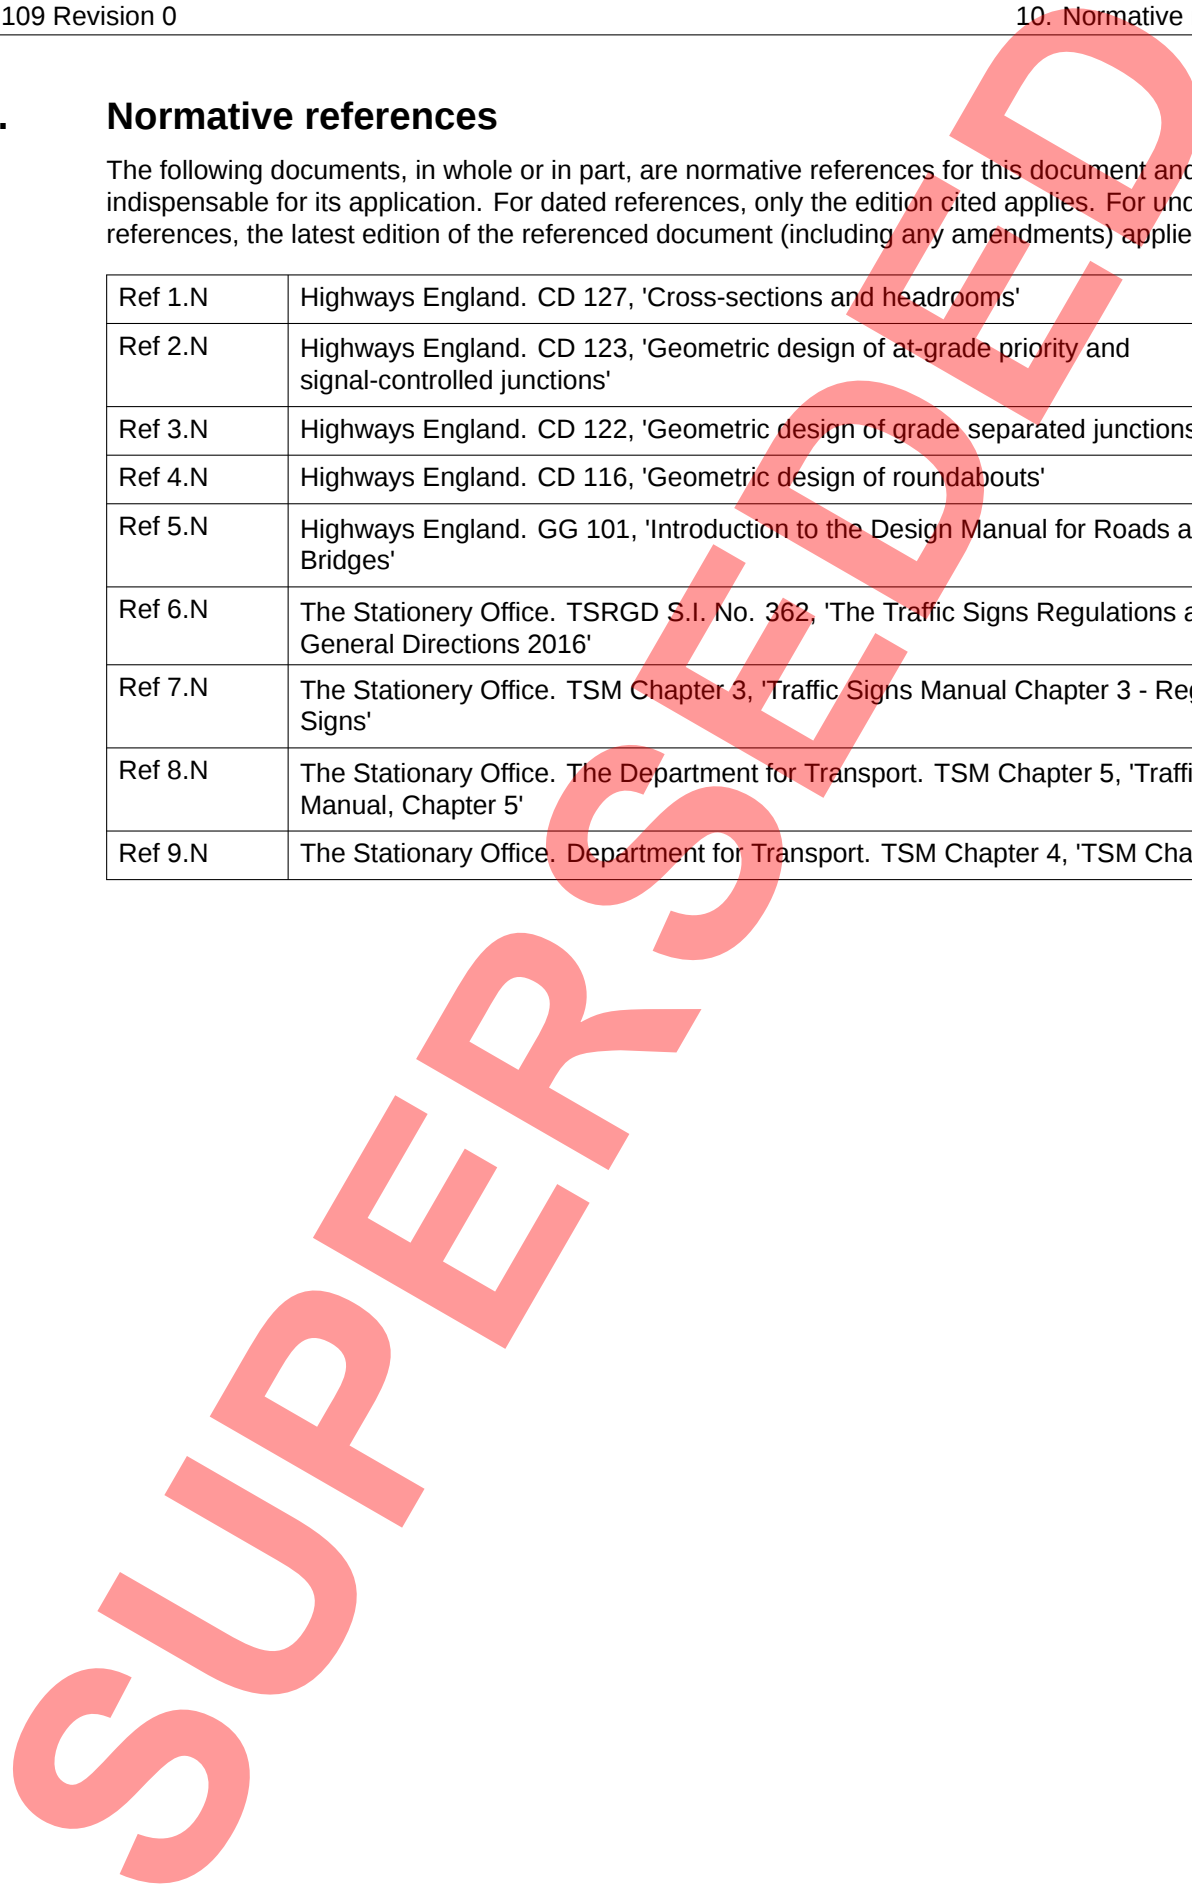 109 Revision 0 10. Normative
. Normative references
The following documents, in whole or in part, are normative references for this document and
indispensable for its application. For dated references, only the edition cited applies. For und
references, the latest edition of the referenced document (including any amendments) applie
Ref 1.N Highways England. CD 127, 'Cross-sections and headrooms'
Ref 2.N Highways England. CD 123, 'Geometric design of at-grade priority and
signal-controlled junctions'
Ref 3.N Highways England. CD 122, 'Geometric design of grade separated junctions
Ref 4.N Highways England. CD 116, 'Geometric design of roundabouts'
Ref 5.N Highways England. GG 101, 'Introduction to the Design Manual for Roads a
Bridges'
Ref 6.N The Stationery Office. TSRGD S.I. No. 362, 'The Traffic Signs Regulations a
General Directions 2016'
Ref 7.N The Stationery Office. TSM Chapter 3, 'Traffic Signs Manual Chapter 3 - Reg
Signs'
Ref 8.N The Stationary Office. The Department for Transport. TSM Chapter 5, 'Traffi
Manual, Chapter 5'
Ref 9.N The Stationary Office. Department for Transport. TSM Chapter 4, 'TSM Cha
SUPERSEDED